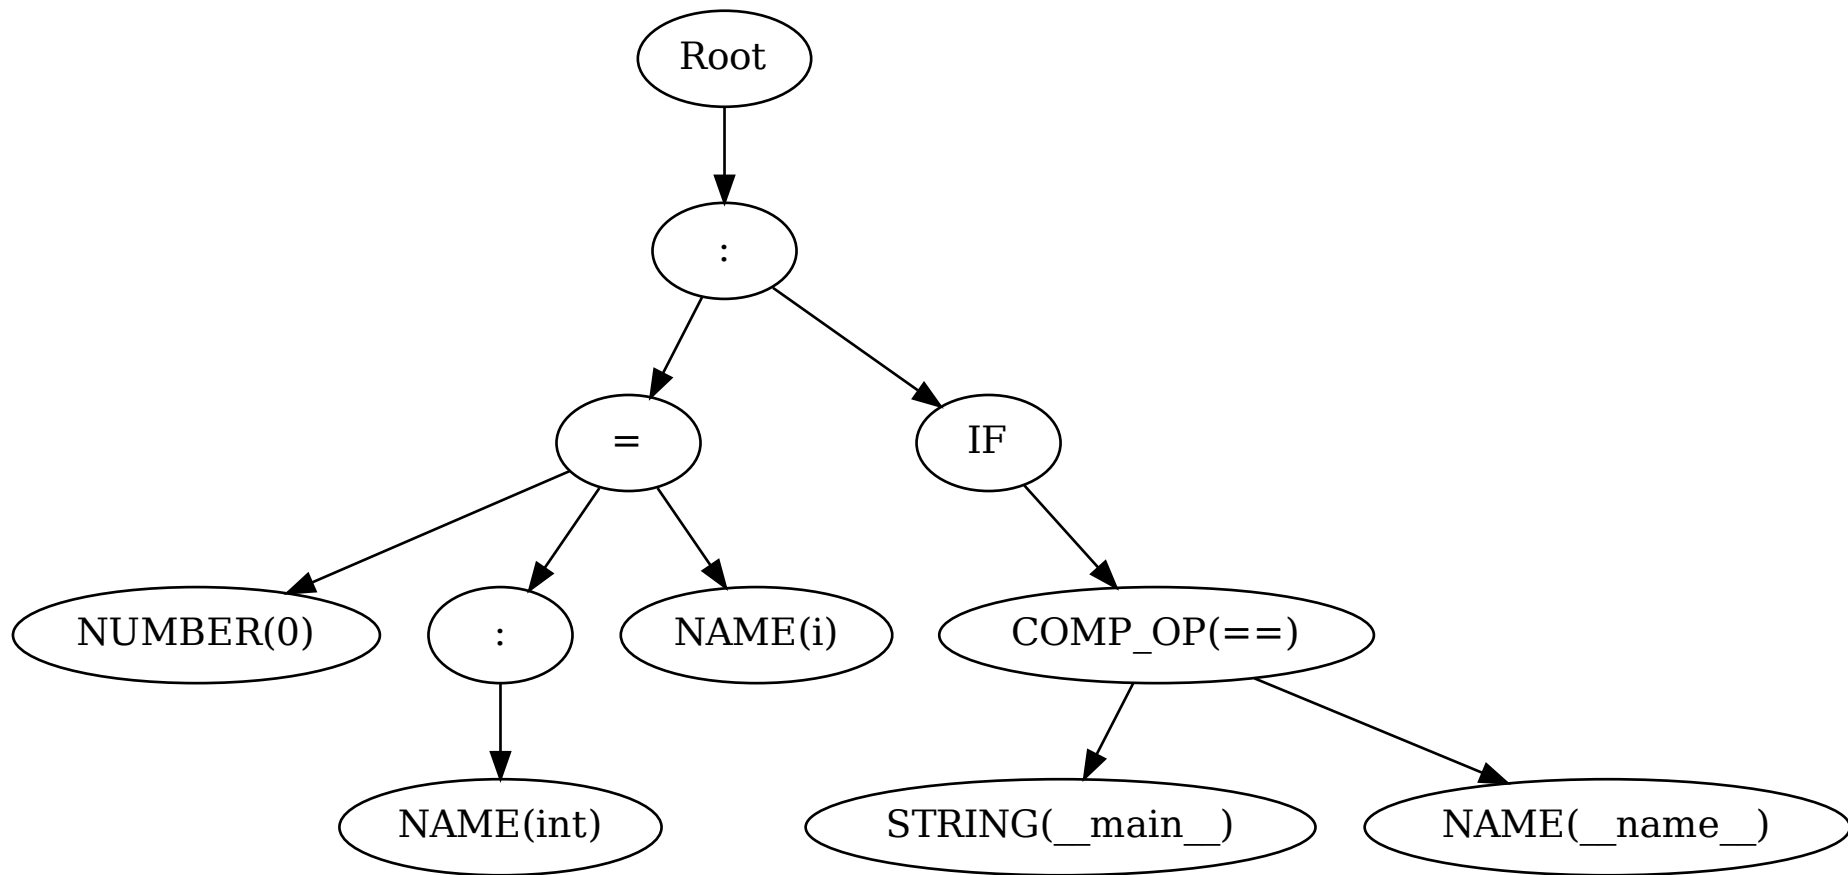 Root
:
=
IF
NUMBER(0)
:
NAME(i)
COMP_OP(==)
NAME(int)
STRING(__main__)
NAME(__name__)